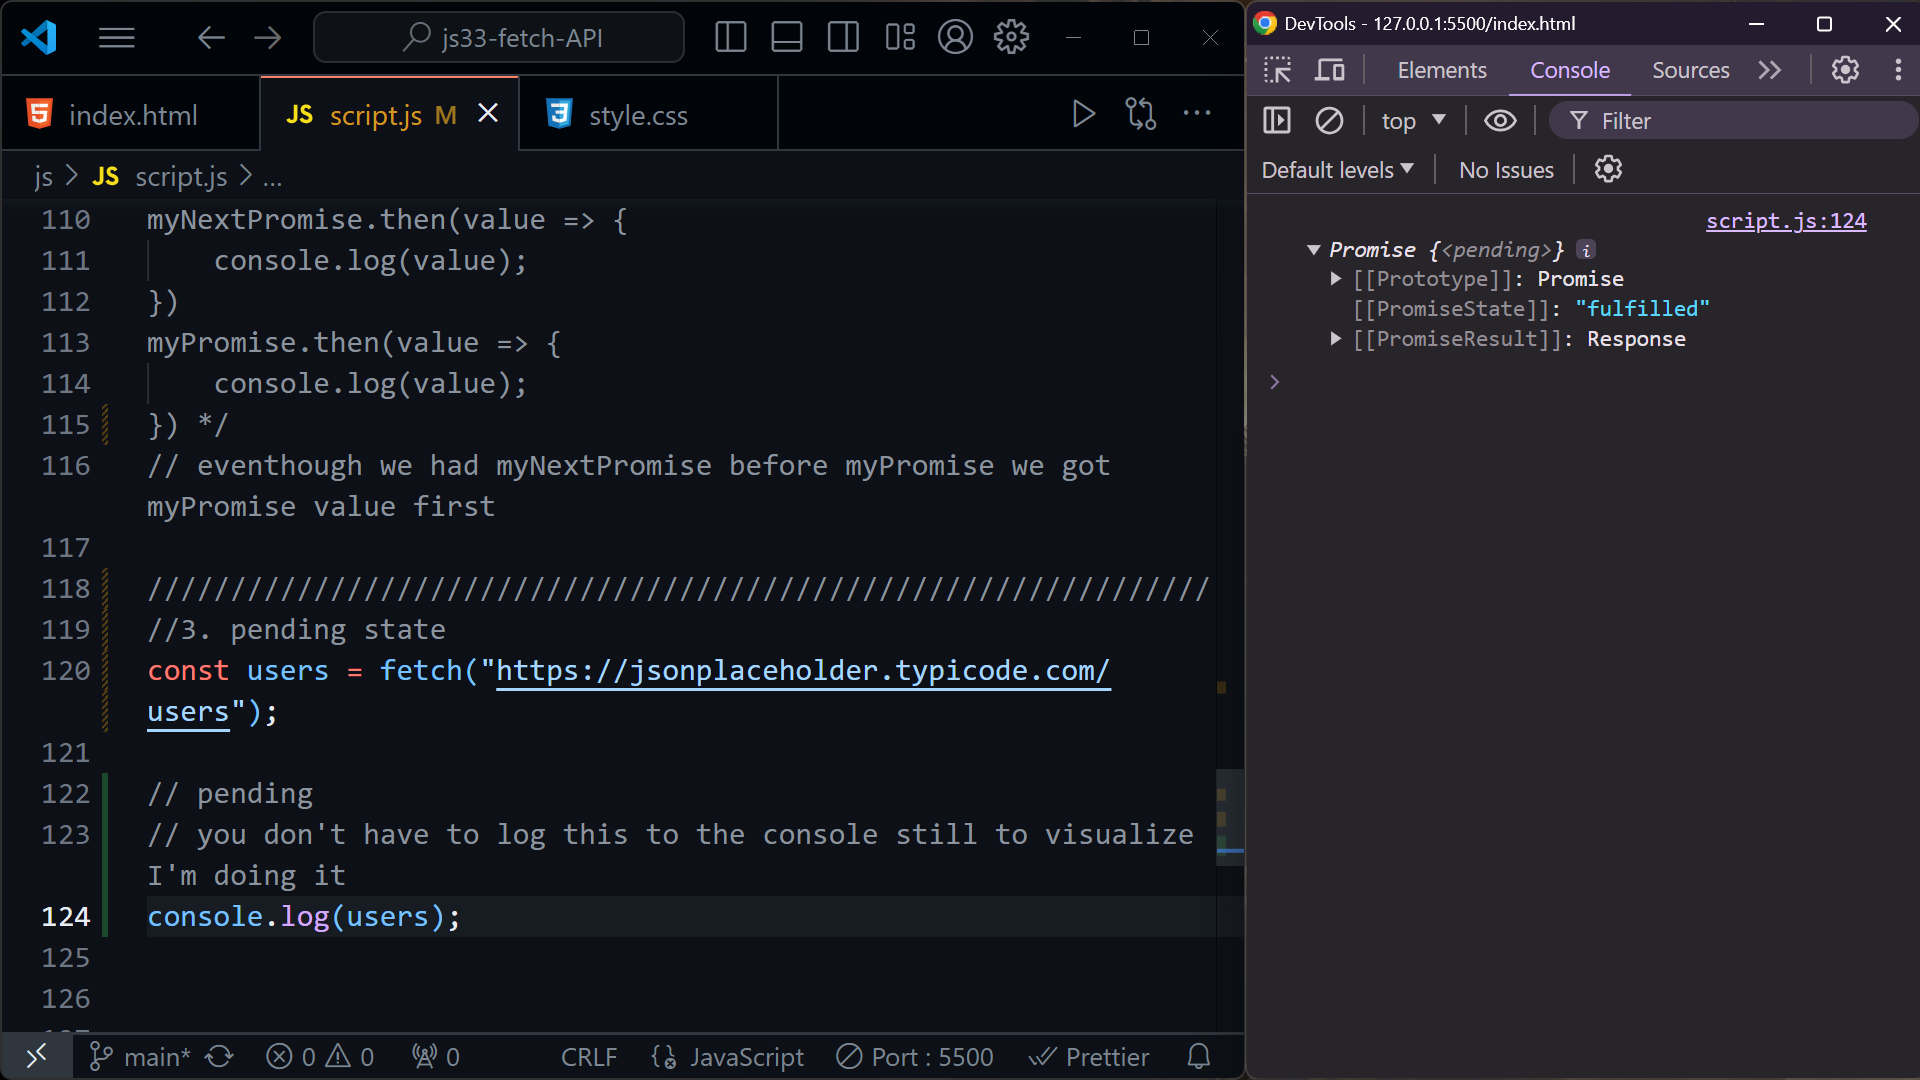 js33-fetch-API
index.html
JS script.js M
style.css
js > JS script.js > ...
110 myNextPromise.then(value => {
111 console.log(value);
112 })
113 myPromise.then(value => {
114 console.log(value);
115 }) */
116 // eventhough we had myNextPromise before myPromise we got
myPromise value first
117
118 ////////////////////////////////////////////////////////////////
119 //3. pending state
120 const users = fetch("https://jsonplaceholder.typicode.com/
users");
121
122 // pending
123 // you don't have to log this to the console still to visualize
I'm doing it
124 console.log(users);
125
126
main* 0 0 0 CRLF JavaScript Port : 5500 Prettier
DevTools - 127.0.0.1:5500/index.html
Elements Console Sources
top Filter
Default levels No Issues
script.js:124
Promise {<pending>} i
[[Prototype]]: Promise
[[PromiseState]]: "fulfilled"
[[PromiseResult]]: Response